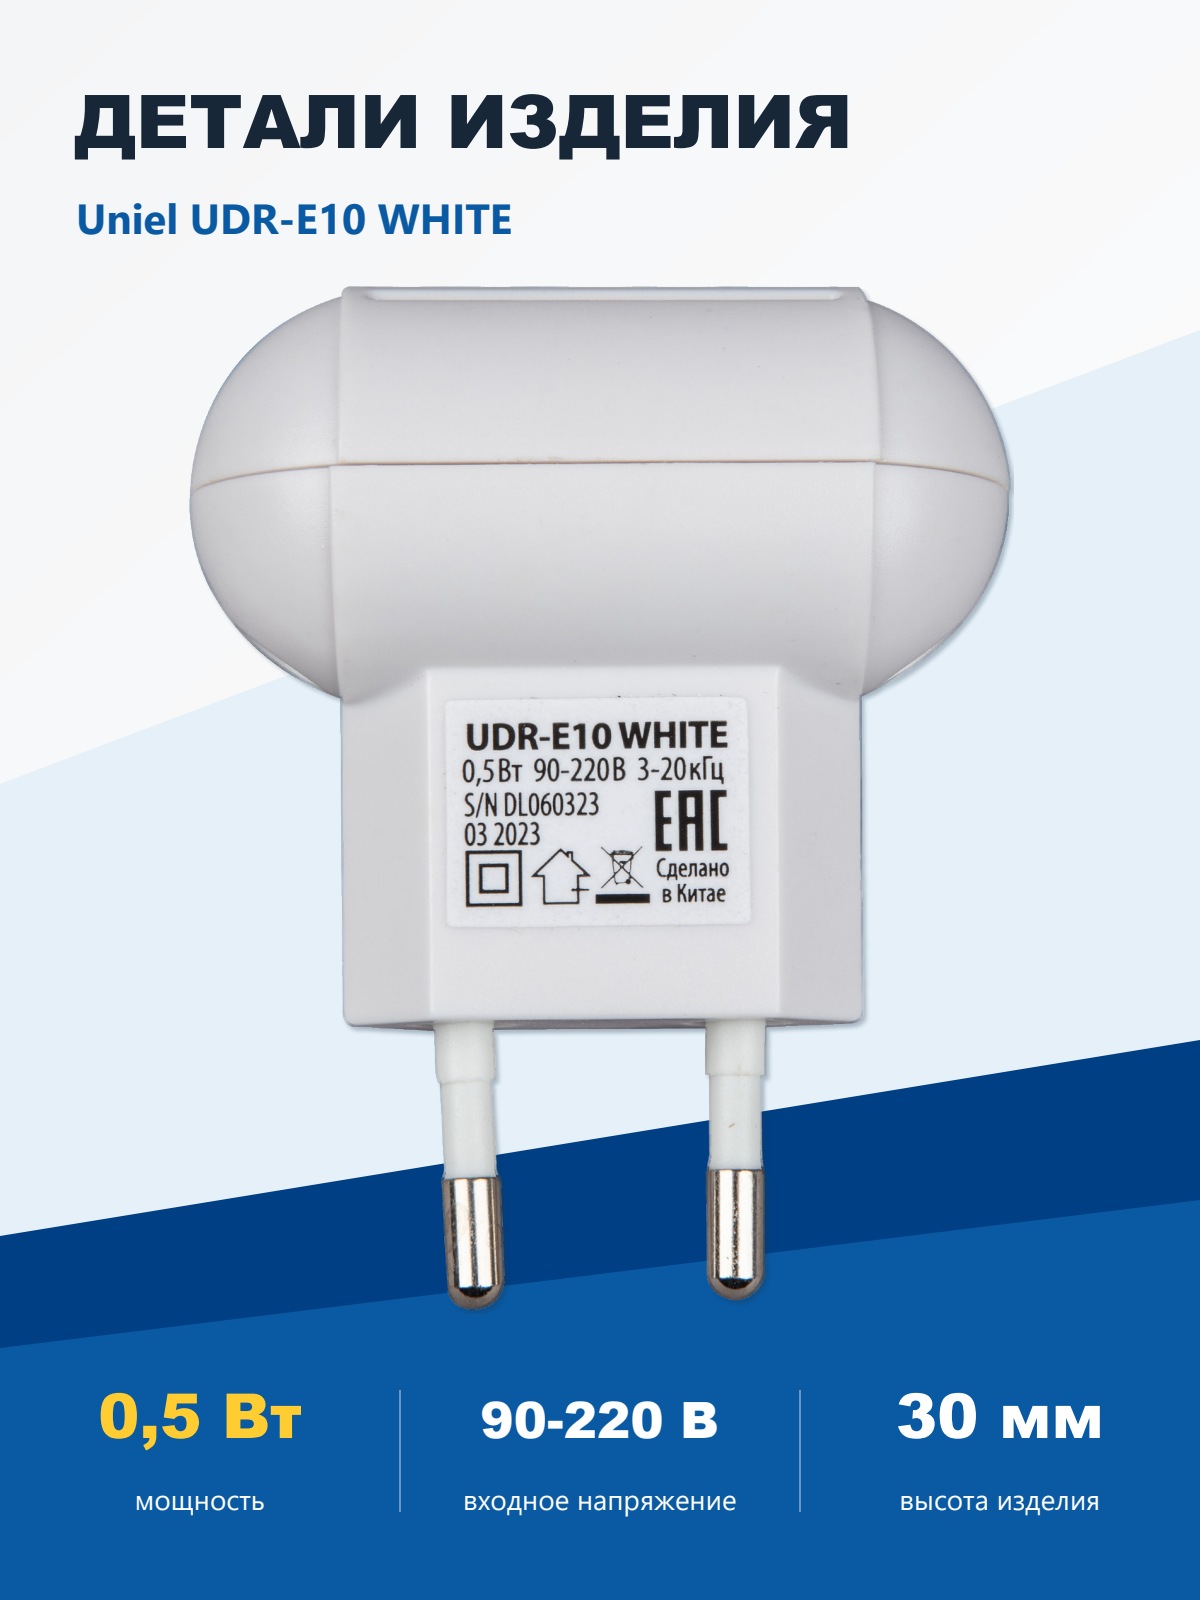 ДЕТАЛИ ИЗДЕЛИЯ
Uniel UDR-E10 WHITE
UDR-E10 WHITE
0,5Вт 90-220В 3-20кГц
S/N DL060323
03 2023
EAC
Сделано
в Китае
0,5 Вт
мощность
90-220 В
входное напряжение
30 мм
высота изделия